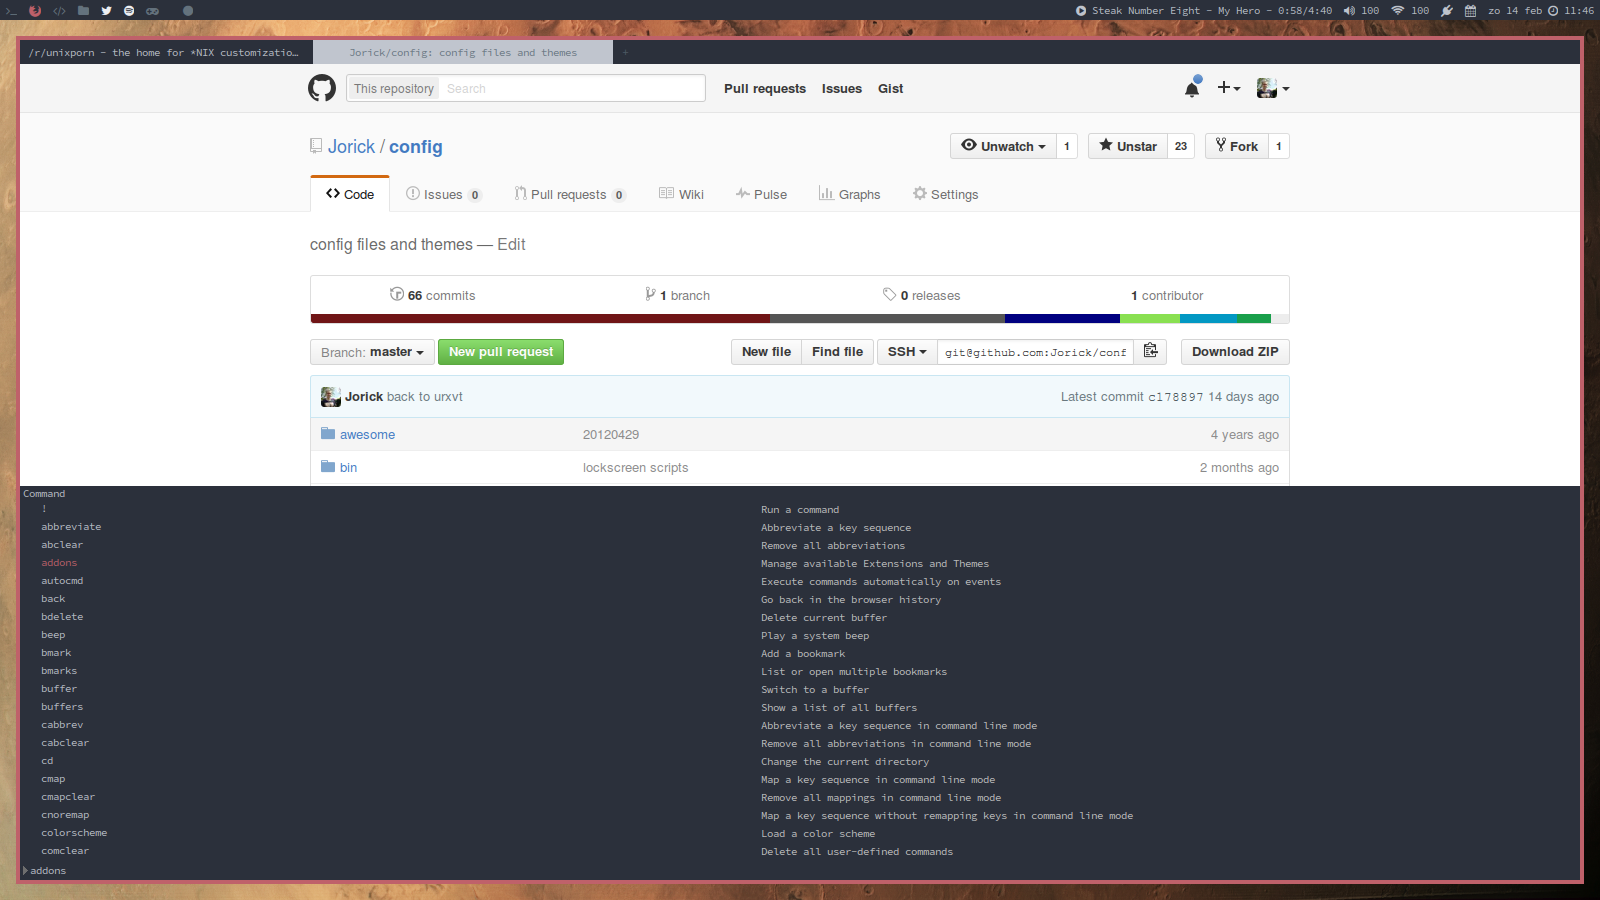 Steak Number Eight - My Hero - 0:58/4:40 100 100 zo 14 feb 11:46
/r/unixporn - the home for *NIX customizatio… Jorick/config: config files and themes +
This repository Search Pull requests Issues Gist
Jorick / config Unwatch 1 Unstar 23 Fork 1
Code Issues 0 Pull requests 0 Wiki Pulse Graphs Settings
config files and themes — Edit
66 commits 1 branch 0 releases 1 contributor
Branch: master New pull request New file Find file SSH git@github.com:Jorick/conf Download ZIP
Jorick back to urxvt Latest commit c178897 14 days ago
awesome 20120429 4 years ago
bin lockscreen scripts 2 months ago
Command
! Run a command
abbreviate Abbreviate a key sequence
abclear Remove all abbreviations
addons Manage available Extensions and Themes
autocmd Execute commands automatically on events
back Go back in the browser history
bdelete Delete current buffer
beep Play a system beep
bmark Add a bookmark
bmarks List or open multiple bookmarks
buffer Switch to a buffer
buffers Show a list of all buffers
cabbrev Abbreviate a key sequence in command line mode
cabclear Remove all abbreviations in command line mode
cd Change the current directory
cmap Map a key sequence in command line mode
cmapclear Remove all mappings in command line mode
cnoremap Map a key sequence without remapping keys in command line mode
colorscheme Load a color scheme
comclear Delete all user-defined commands
addons